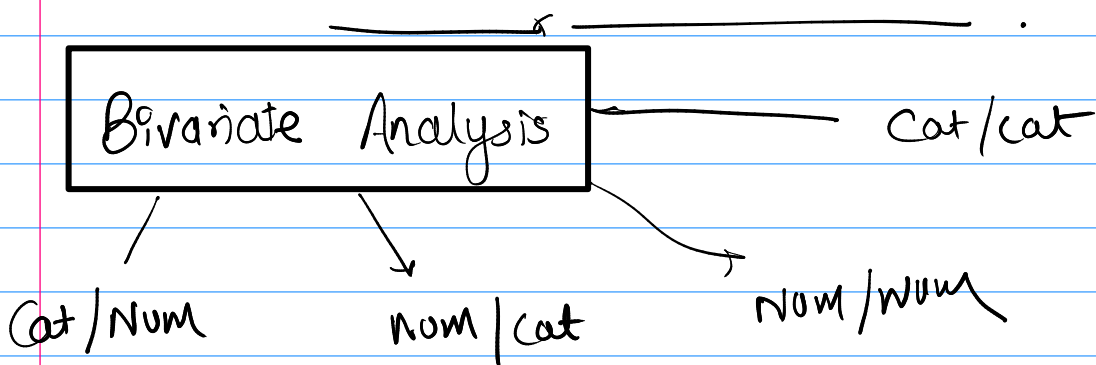 Bivariate Analysis
Cat/cat
Cat/Num
Num/Cat
Num/Num